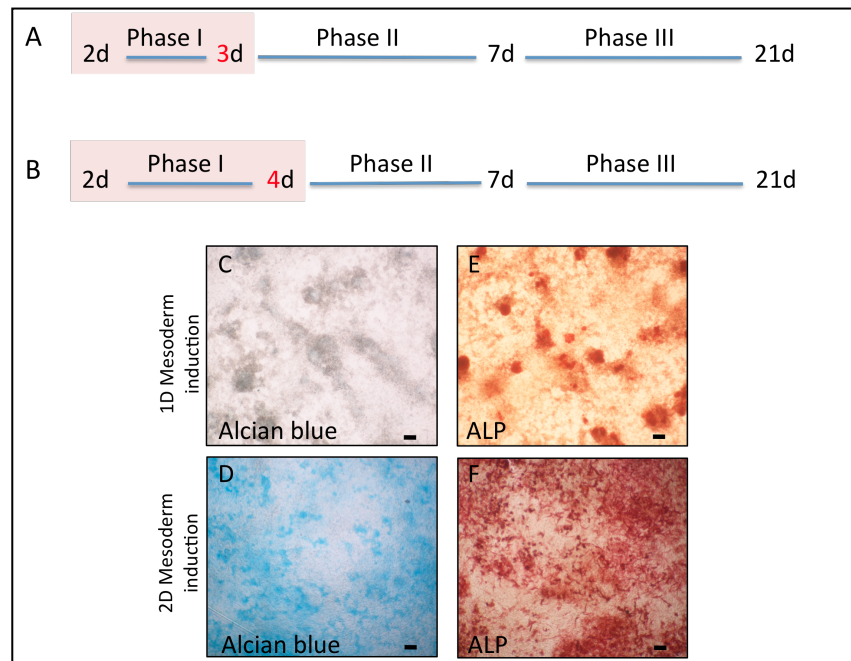 A
Phase I
Phase II
Phase III
2d
3d
7d
21d
B
Phase I
Phase II
Phase III
2d
4d
7d
21d
1D Mesoderm
induction
C
Alcian blue
E
ALP
2D Mesoderm
induction
D
Alcian blue
F
ALP